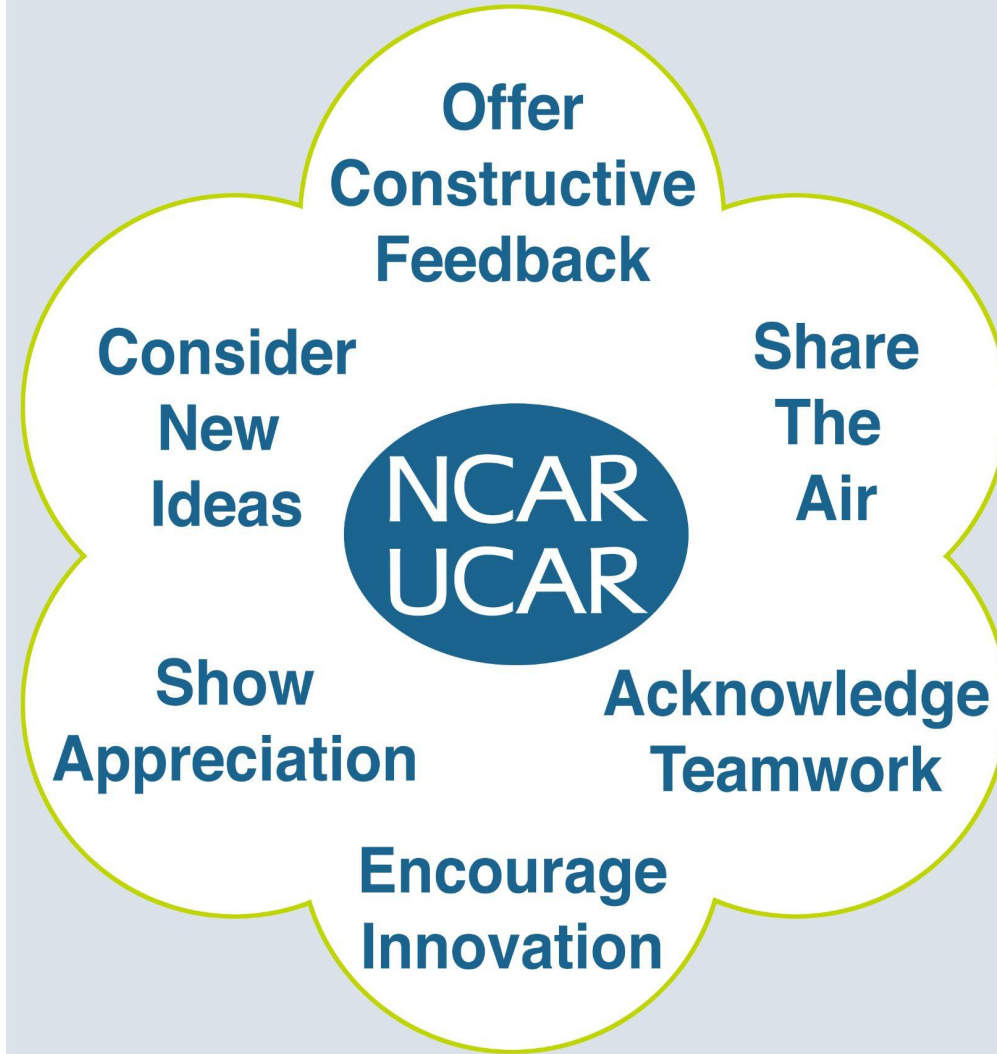 Offer
Constructive
Feedback
Consider
New
Ideas
Share
The
Air
NCAR
UCAR
Show
Appreciation
Acknowledge
Teamwork
Encourage
Innovation